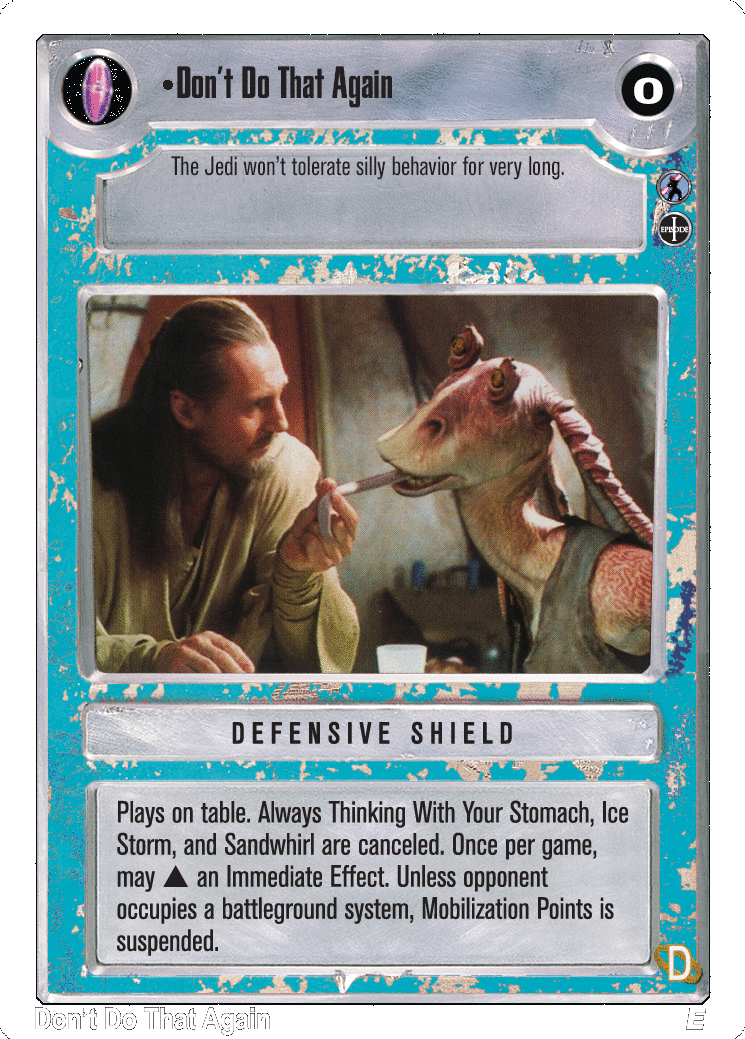 •Don't Do That Again
0
The Jedi won't tolerate silly behavior for very long.
EPISODE
I
DEFENSIVE SHIELD
Plays on table. Always Thinking With Your Stomach, Ice
Storm, and Sandwhirl are canceled. Once per game,
may ▲ an Immediate Effect. Unless opponent
occupies a battleground system, Mobilization Points is
suspended.
D
Don't Do That Again
E